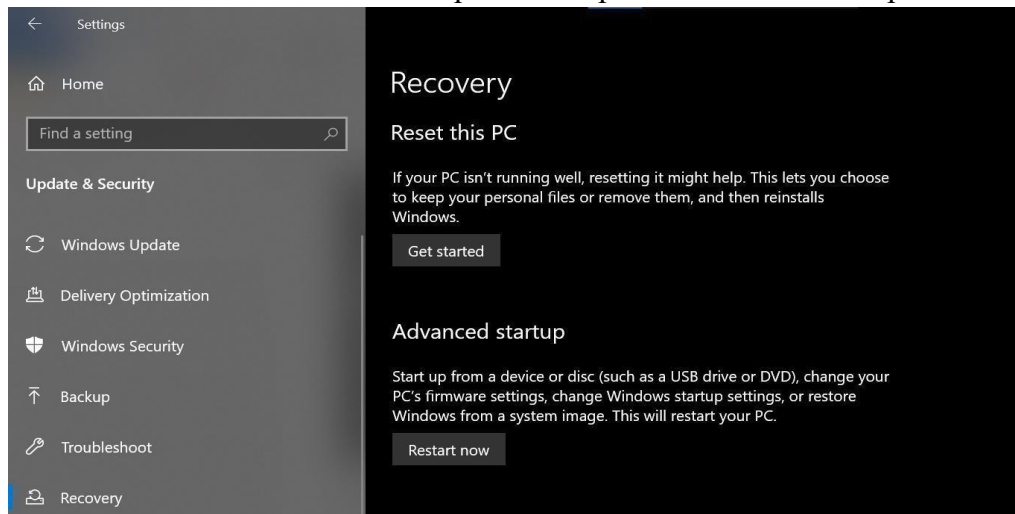 Settings
Home
Find a setting
Update & Security
Windows Update
Delivery Optimization
Windows Security
Backup
Troubleshoot
Recovery
Recovery
Reset this PC
If your PC isn't running well, resetting it might help. This lets you choose
to keep your personal files or remove them, and then reinstalls
Windows.
Get started
Advanced startup
Start up from a device or disc (such as a USB drive or DVD), change your
PC's firmware settings, change Windows startup settings, or restore
Windows from a system image. This will restart your PC.
Restart now